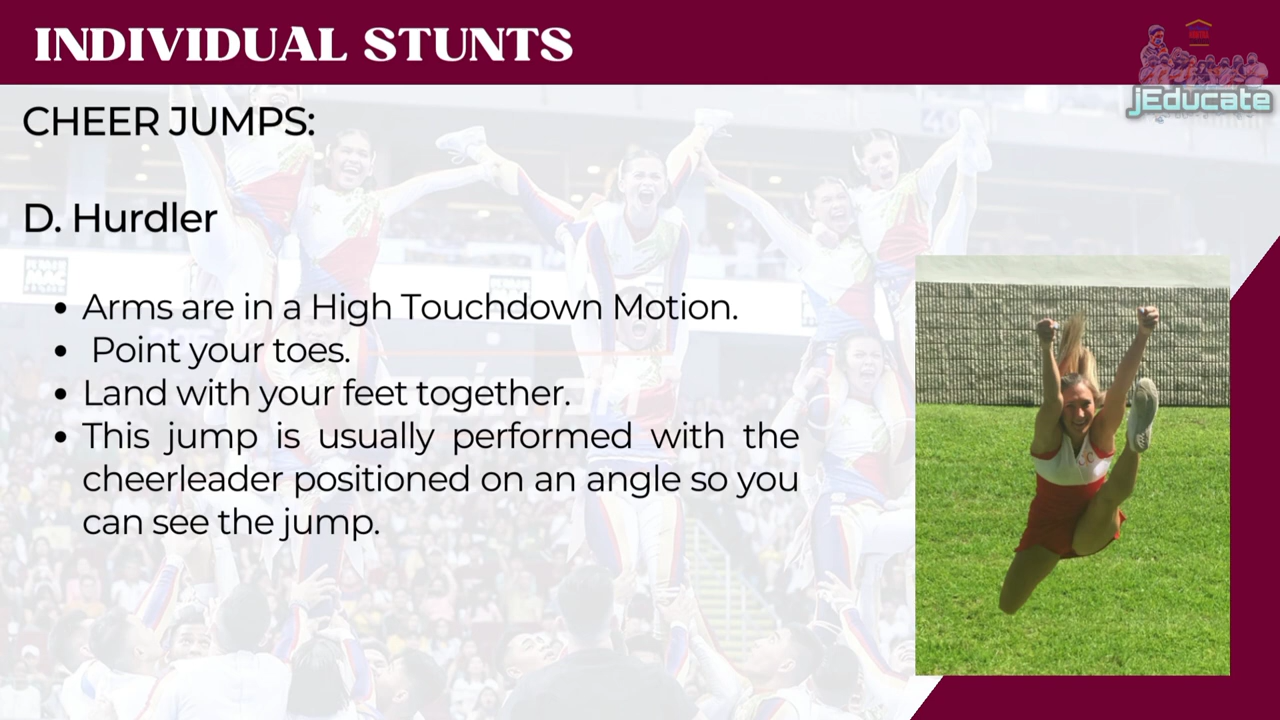 INDIVIDUAL STUNTS
jEducate
CHEER JUMPS:
D. Hurdler
• Arms are in a High Touchdown Motion.
• Point your toes.
• Land with your feet together.
• This jump is usually performed with the
cheerleader positioned on an angle so you
can see the jump.